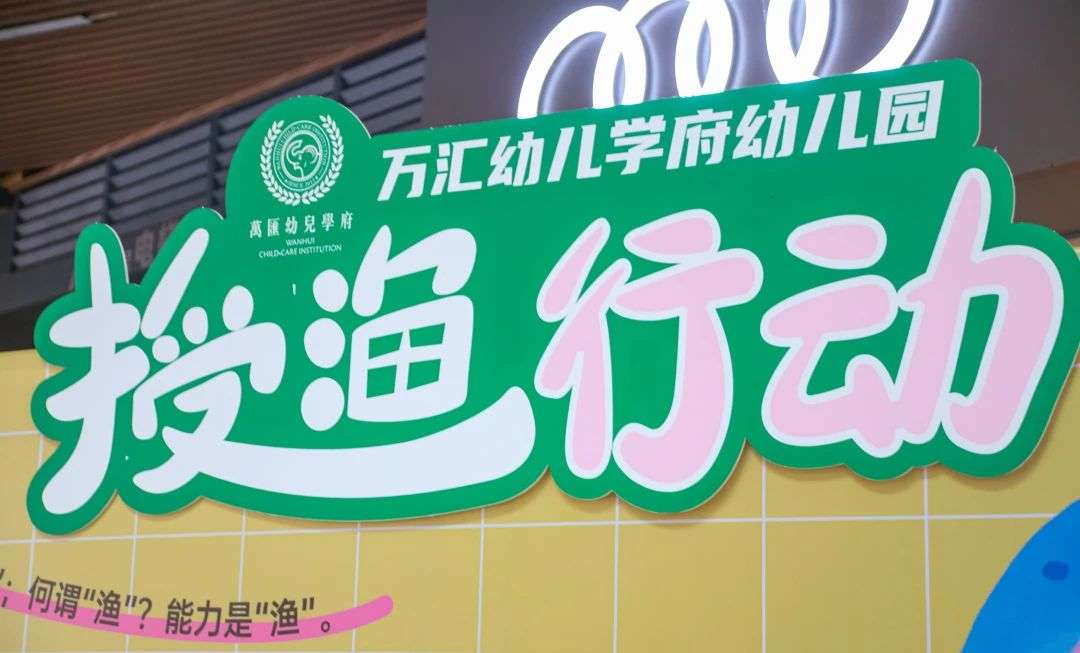 万汇幼儿学府幼儿园
萬匯幼兒學府
WANHUI
CHILD-CARE INSTITUTION
授渔行动
；何谓“渔”？能力是“渔”。